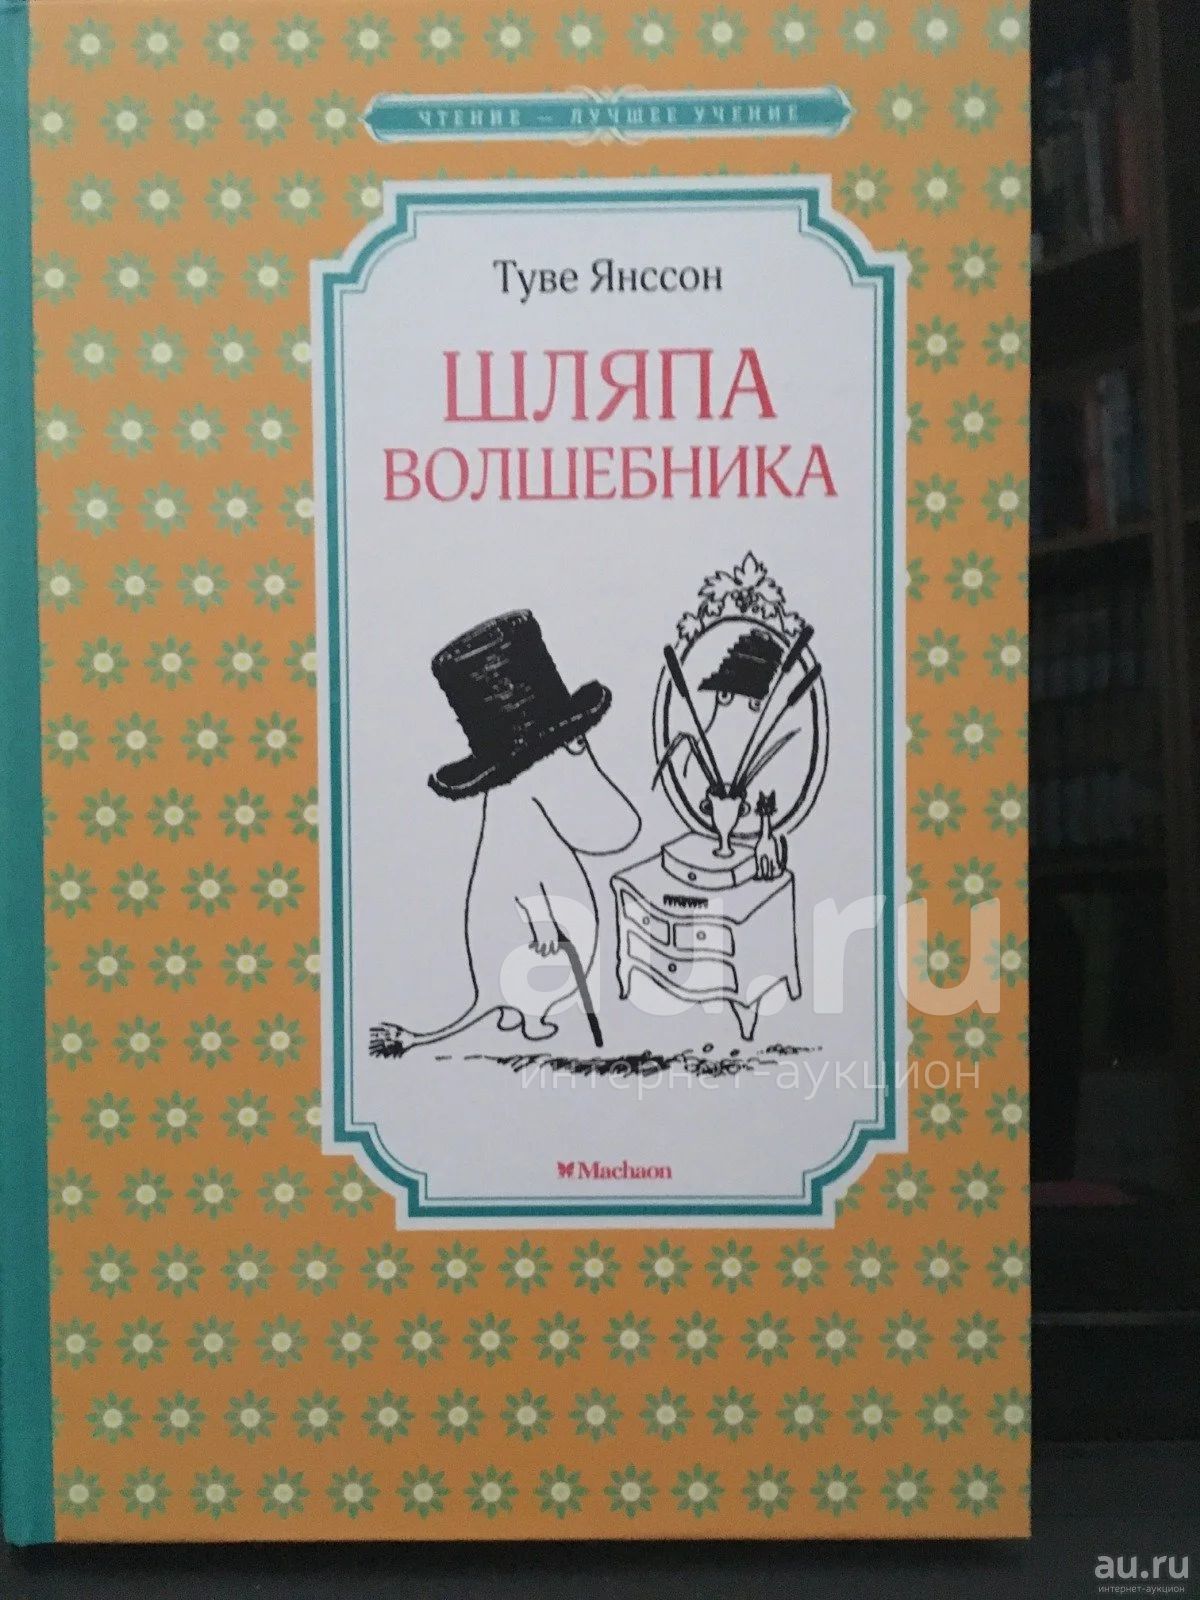 ЧТЕНИЕ — ЛУЧШЕЕ УЧЕНИЕ
Туве Янссон
ШЛЯПА
ВОЛШЕБНИКА
au.ru
интернет-аукцион
Machaon
au.ru
интернет-аукцион